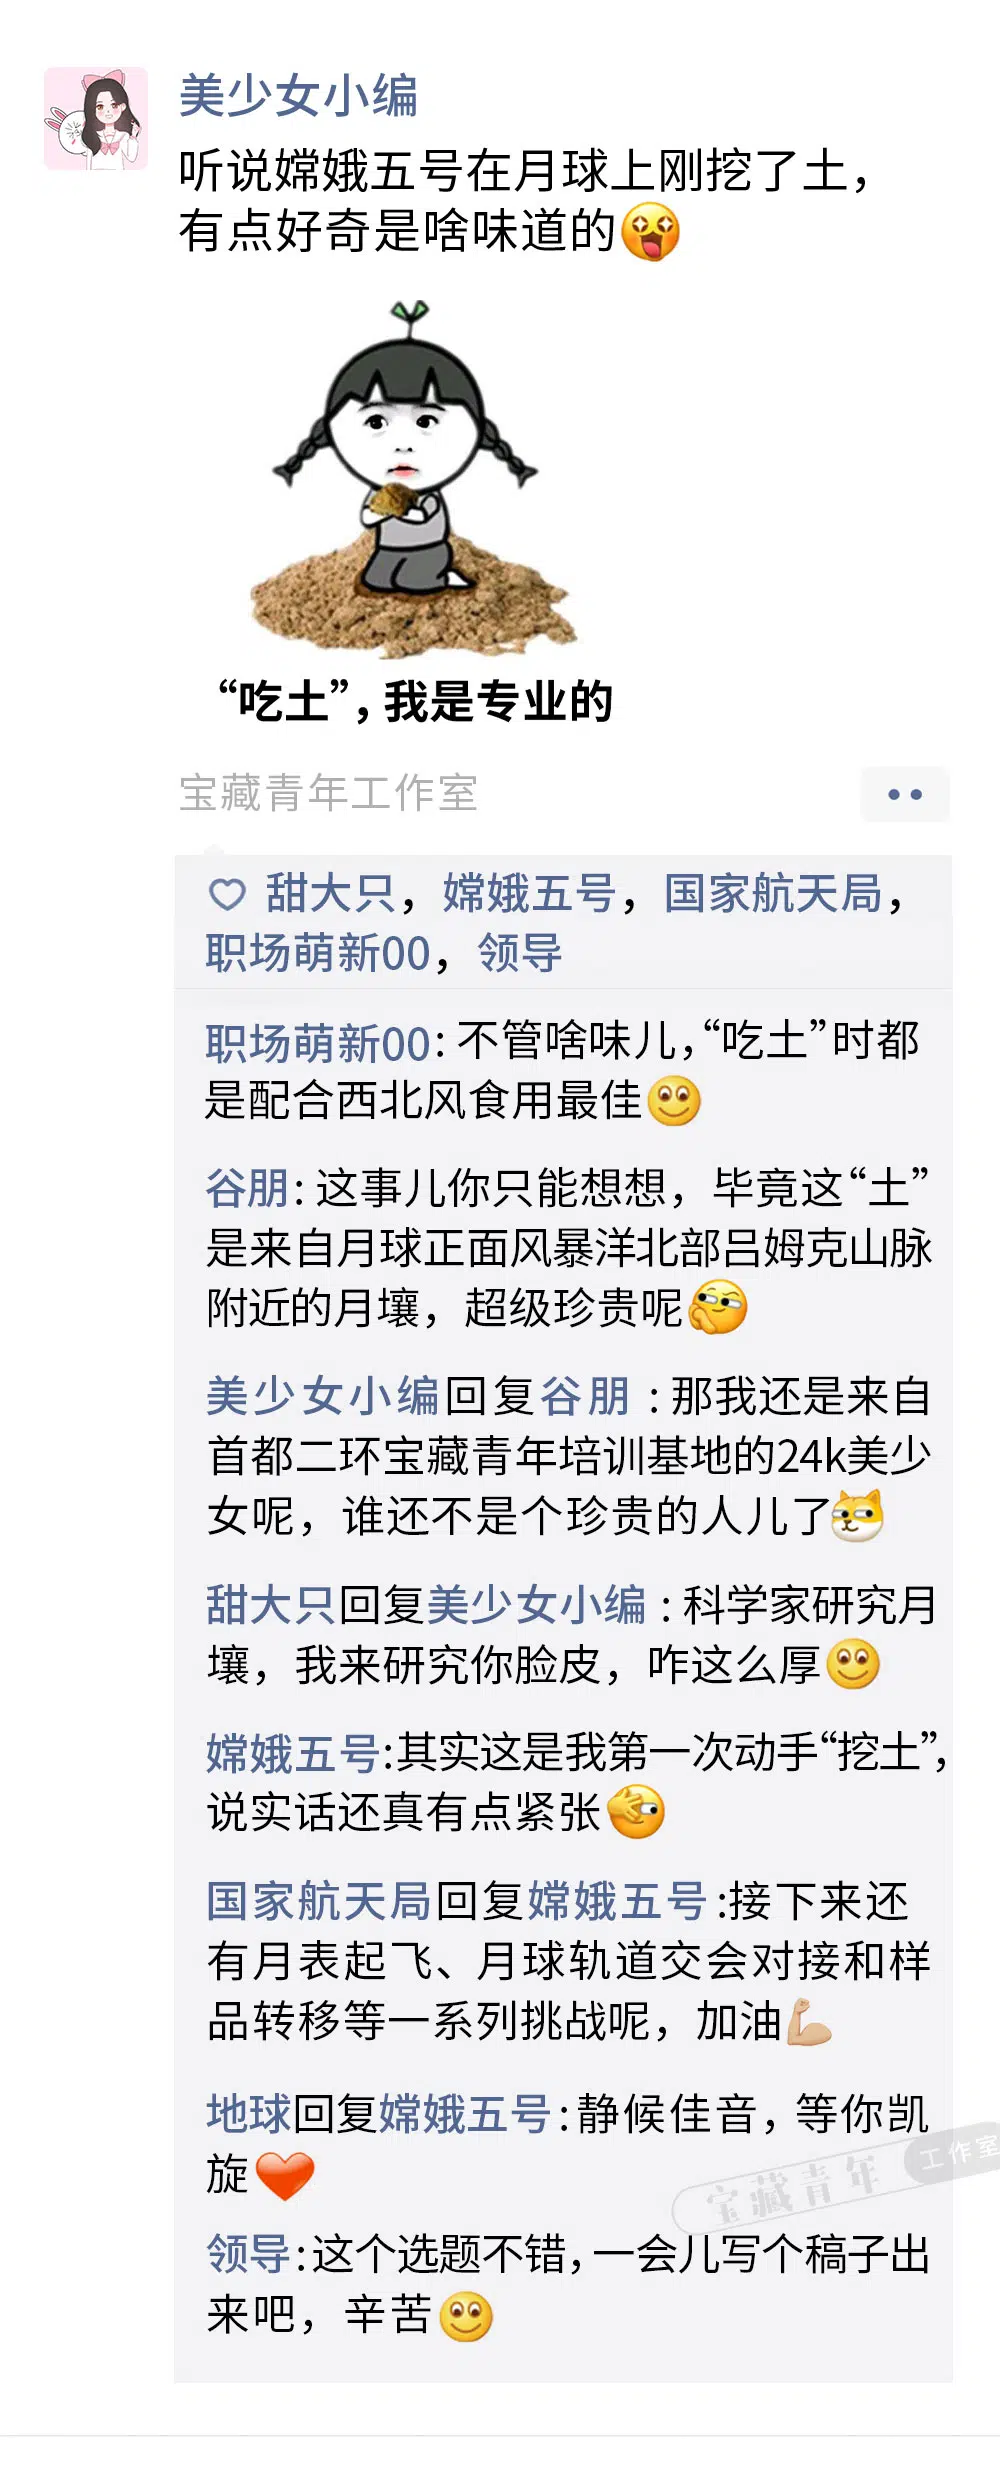 美少女小编
听说嫦娥五号在月球上刚挖了土，
有点好奇是啥味道的
“吃土”，我是专业的
宝藏青年工作室
甜大只，嫦娥五号，国家航天局，
职场萌新00，领导
职场萌新00：不管啥味儿，“吃土”时都
是配合西北风食用最佳
谷朋：这事儿你只能想想，毕竟这“土”
是来自月球正面风暴洋北部吕姆克山脉
附近的月壤，超级珍贵呢
美少女小编回复谷朋：那我还是来自
首都二环宝藏青年培训基地的24k美少
女呢，谁还不是个珍贵的人儿了
甜大只回复美少女小编：科学家研究月
壤，我来研究你脸皮，咋这么厚
嫦娥五号:其实这是我第一次动手“挖土”，
说实话还真有点紧张
国家航天局回复嫦娥五号:接下来还
有月表起飞、月球轨道交会对接和样
品转移等一系列挑战呢，加油
地球回复嫦娥五号：静候佳音，等你凯
旋
宝藏青年 工作室
领导：这个选题不错，一会儿写个稿子出
来吧，辛苦